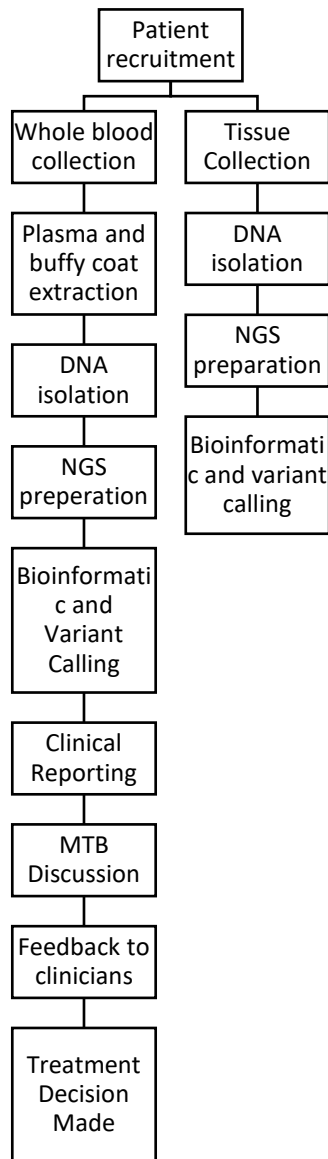 Patient
recruitment
Whole blood
collection
Plasma and
buffy coat
extraction
DNA
isolation
NGS
preperation
Bioinformati
c and
Variant
Calling
Clinical
Reporting
MTB
Discussion
Feedback to
clinicians
Treatment
Decision
Made
Tissue
Collection
DNA
isolation
NGS
preparation
Bioinformati
c and variant
calling